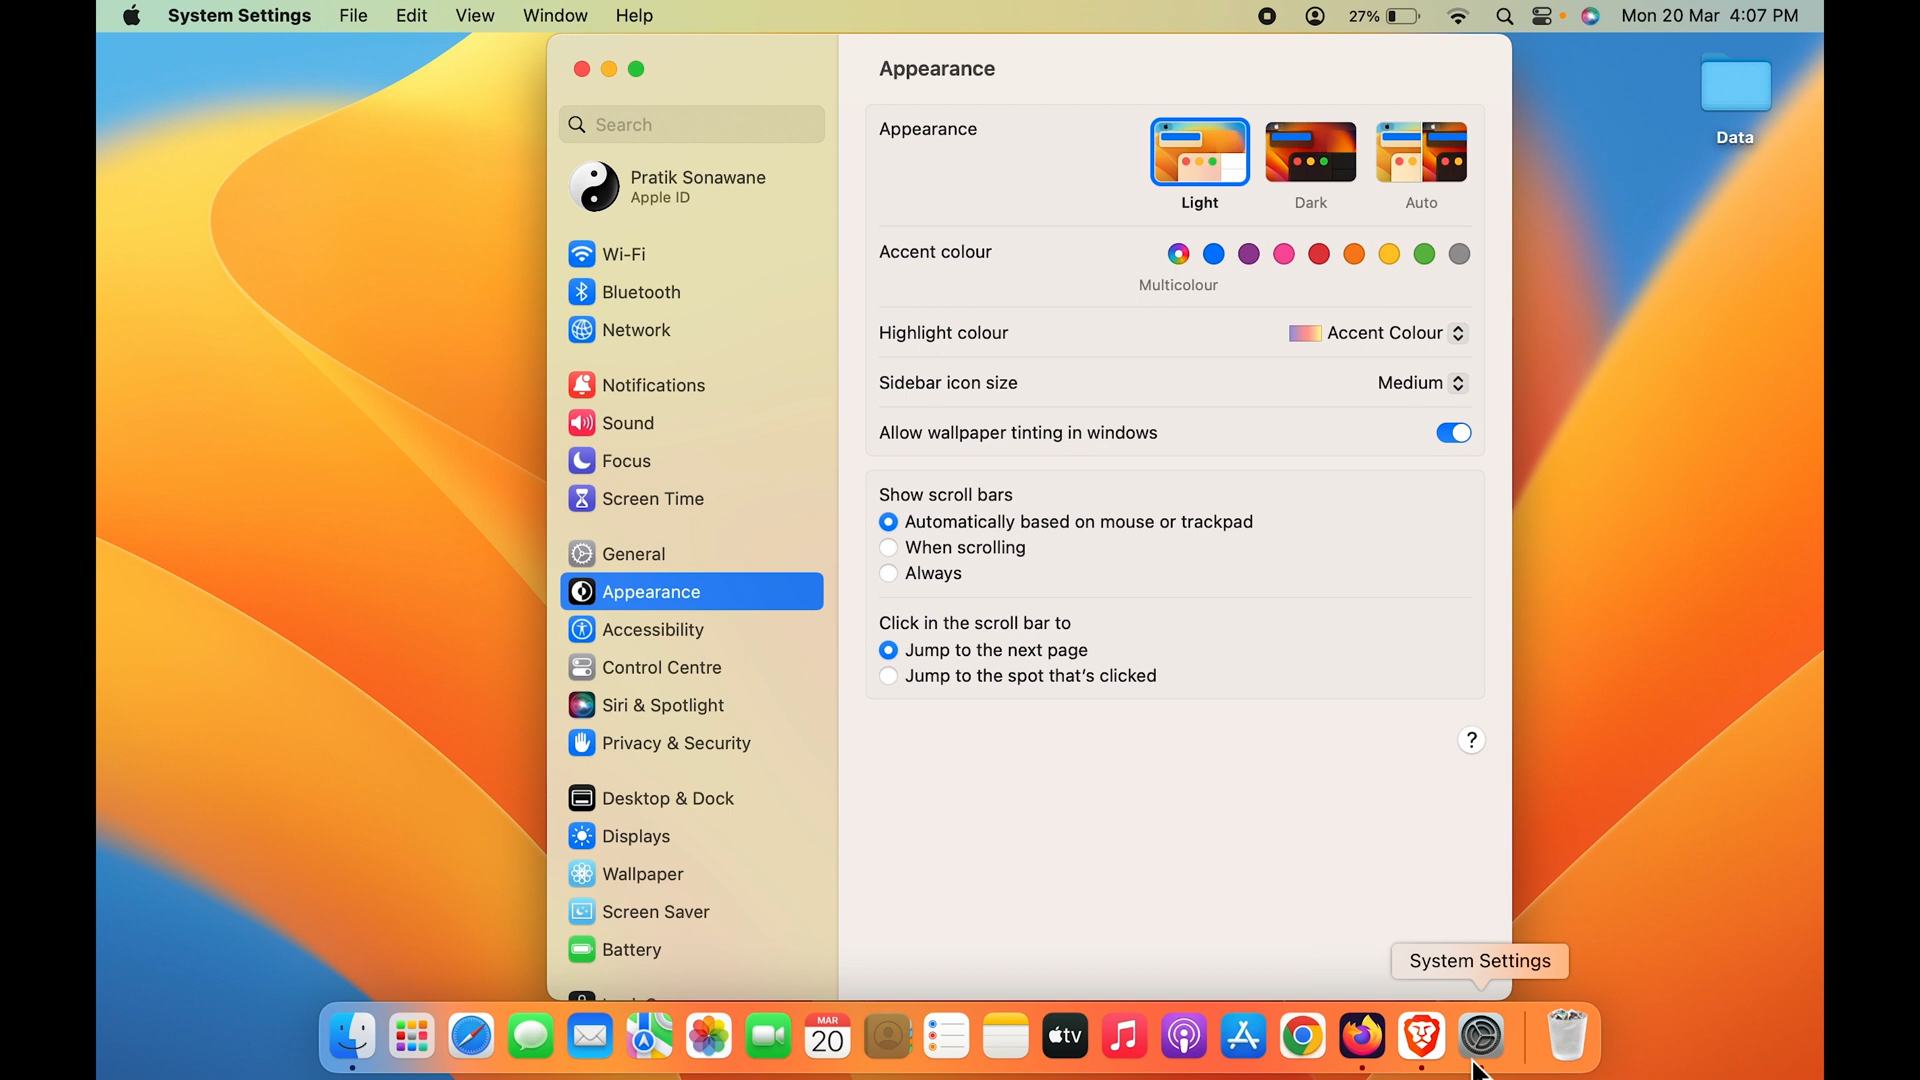 System Settings File Edit View Window Help 27% Mon 20 Mar 4:07 PM
Data
Search
Pratik Sonawane
Apple ID
Wi-Fi
Bluetooth
Network
Notifications
Sound
Focus
Screen Time
General
Appearance
Accessibility
Control Centre
Siri & Spotlight
Privacy & Security
Desktop & Dock
Displays
Wallpaper
Screen Saver
Battery
Appearance
Appearance
Light Dark Auto
Accent colour
Multicolour
Highlight colour Accent Colour
Sidebar icon size Medium
Allow wallpaper tinting in windows
Show scroll bars
Automatically based on mouse or trackpad
When scrolling
Always
Click in the scroll bar to
Jump to the next page
Jump to the spot that's clicked
?
System Settings
MAR
20
tv